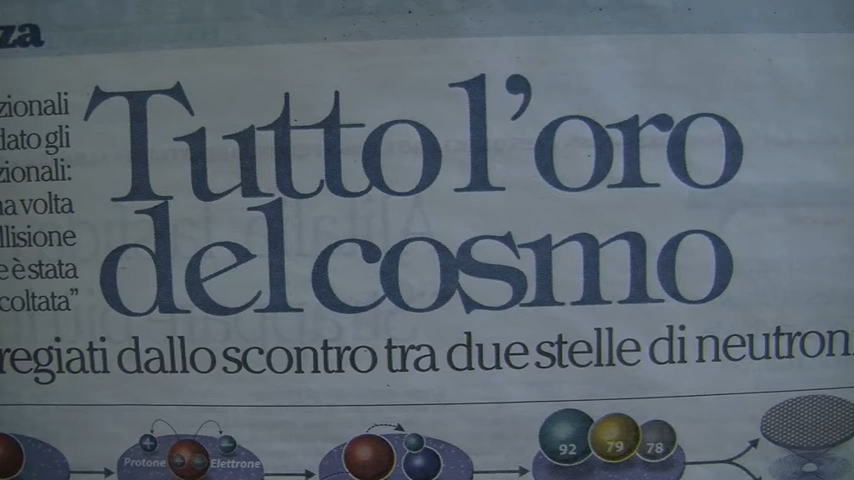 za
zionali
dato gli
zionali:
na volta
llisione
e è stata
coltata”
Tutto l’oro
del cosmo
regiati dallo scontro tra due stelle di neutroni
Protone
Elettrone
92
79
78